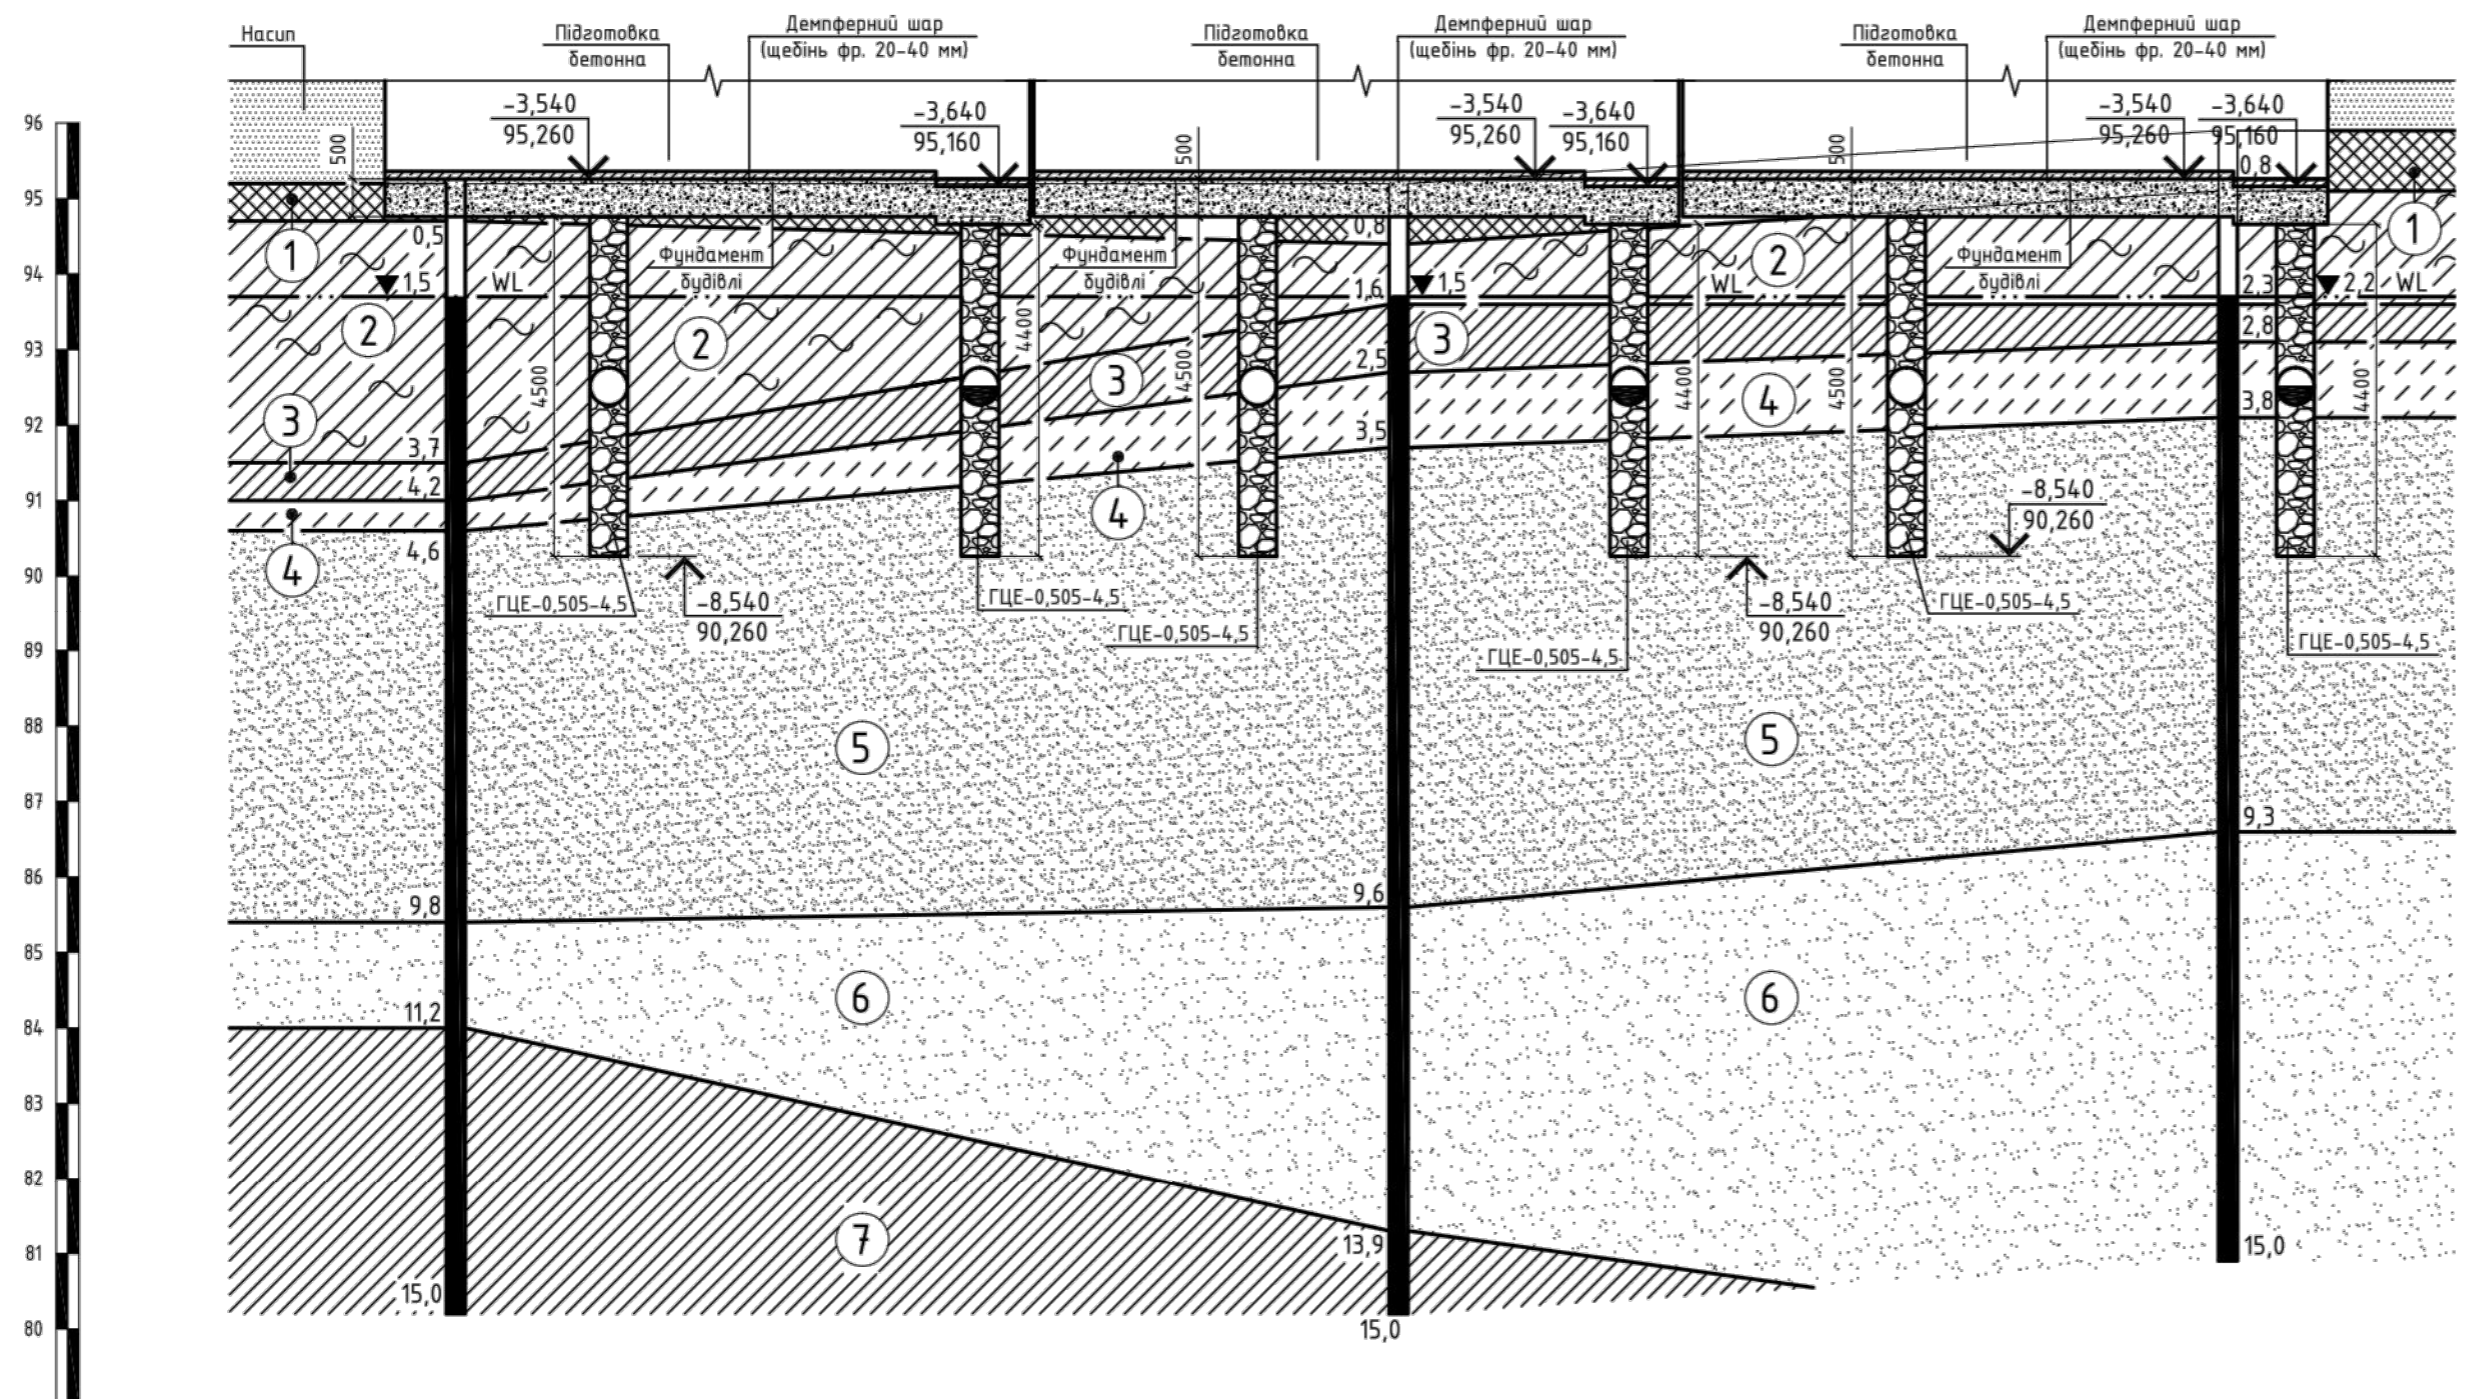 Насип
Підготовка
бетонна
Демпферний шар
(щебінь фр. 20-40 мм)
Підготовка
бетонна
Демпферний шар
(щебінь фр. 20-40 мм)
Підготовка
бетонна
Демпферний шар
(щебінь фр. 20-40 мм)
-3,540
95,260
-3,640
95,160
-3,540
95,260
-3,640
95,160
-3,540
95,260
-3,640
95,160
96
95
94
93
92
91
90
89
88
87
86
85
84
83
82
81
80
500
500
500
0,8
1
0,5
0,8
1
2
Фундамент
будівлі
Фундамент
будівлі
Фундамент
будівлі
1,5
WL
1,6
1,5
WL
2,3
2,2
WL
2
2
3
2,8
4400
4500
4500
4400
4500
4400
2,5
3
4
3
3,7
3,5
3,8
4,2
4
4,6
4
-8,540
90,260
-8,540
90,260
-8,540
90,260
ГЦЕ-0,505-4,5
ГЦЕ-0,505-4,5
ГЦЕ-0,505-4,5
ГЦЕ-0,505-4,5
ГЦЕ-0,505-4,5
ГЦЕ-0,505-4,5
5
5
9,3
9,8
9,6
6
6
11,2
7
13,9
15,0
15,0
15,0